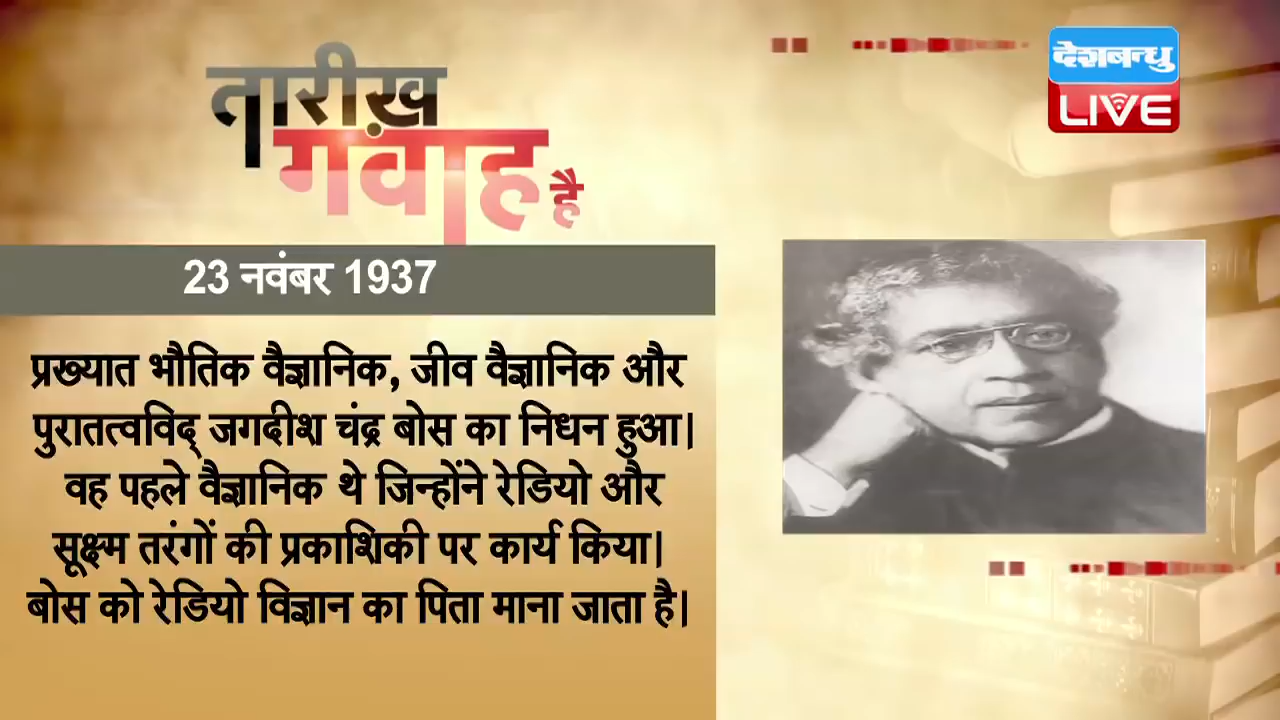 तारीख़
गवाह है
देशबन्धु
LIVE
23 नवंबर 1937
प्रख्यात भौतिक वैज्ञानिक, जीव वैज्ञानिक और
पुरातत्वविद् जगदीश चंद्र बोस का निधन हुआ।
वह पहले वैज्ञानिक थे जिन्होंने रेडियो और
सूक्ष्म तरंगों की प्रकाशिकी पर कार्य किया।
बोस को रेडियो विज्ञान का पिता माना जाता है।